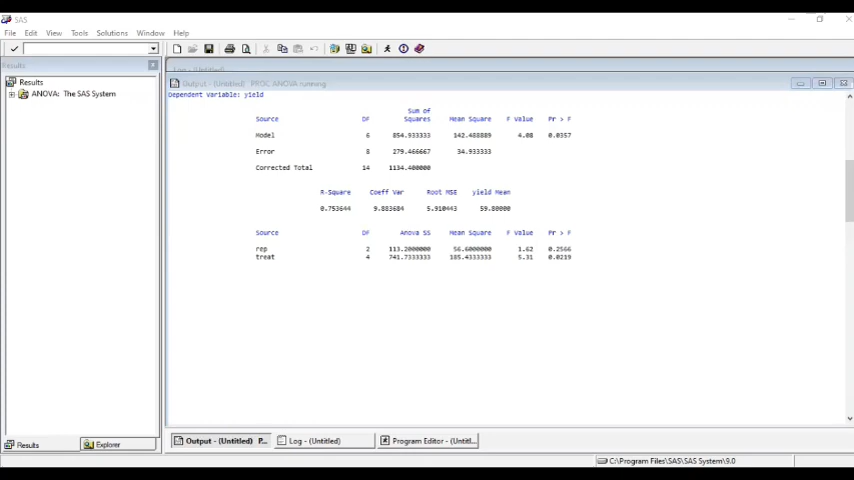 SAS
File Edit View Tools Solutions Window Help
Results
Log - (Untitled)
Results
Output - (Untitled) PROC ANOVA running
ANOVA: The SAS System
Dependent Variable: yield
Sum of
Source DF Squares Mean Square F Value Pr > F
Model 6 854.933333 142.488889 4.08 0.0357
Error 8 279.466667 34.933333
Corrected Total 14 1134.400000
R-Square Coeff Var Root MSE yield Mean
0.753644 9.883684 5.910443 59.80000
Source DF Anova SS Mean Square F Value Pr > F
rep 2 113.2000000 56.6000000 1.62 0.2566
treat 4 741.7333333 185.4333333 5.31 0.0219
Results Explorer
Output - (Untitled) P... Log - (Untitled) Program Editor - (Untitl...
C:\Program Files\SAS\SAS System\9.0